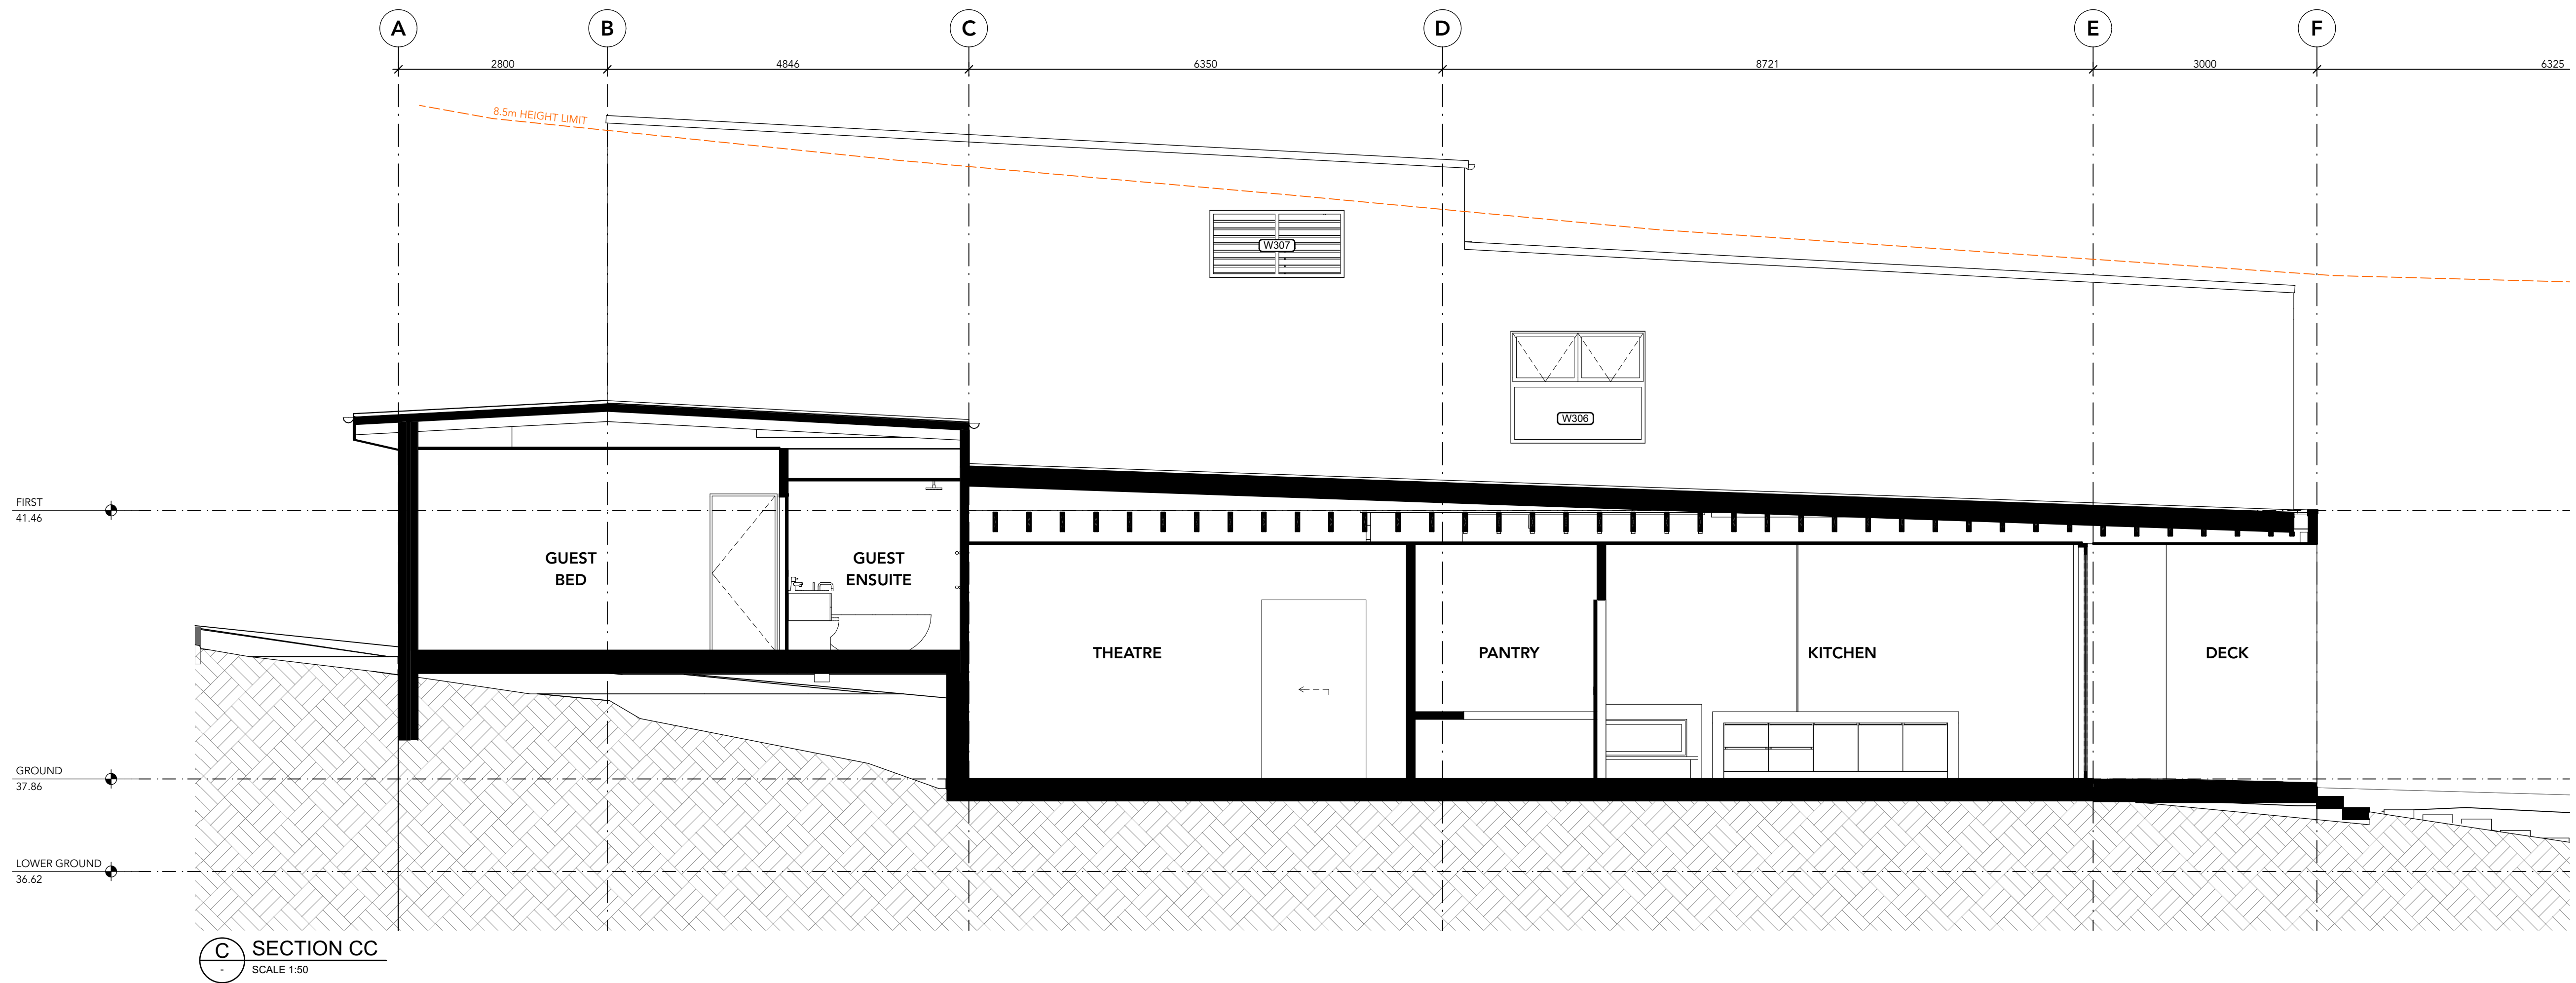 A B C D E F
2800 4846 6350 8721 3000 6325
8.5m HEIGHT LIMIT
W307
W306
FIRST
41.46
GUEST
BED
GUEST
ENSUITE
THEATRE
PANTRY
KITCHEN
DECK
GROUND
37.86
LOWER GROUND
36.62
C
-
SECTION CC
SCALE 1:50